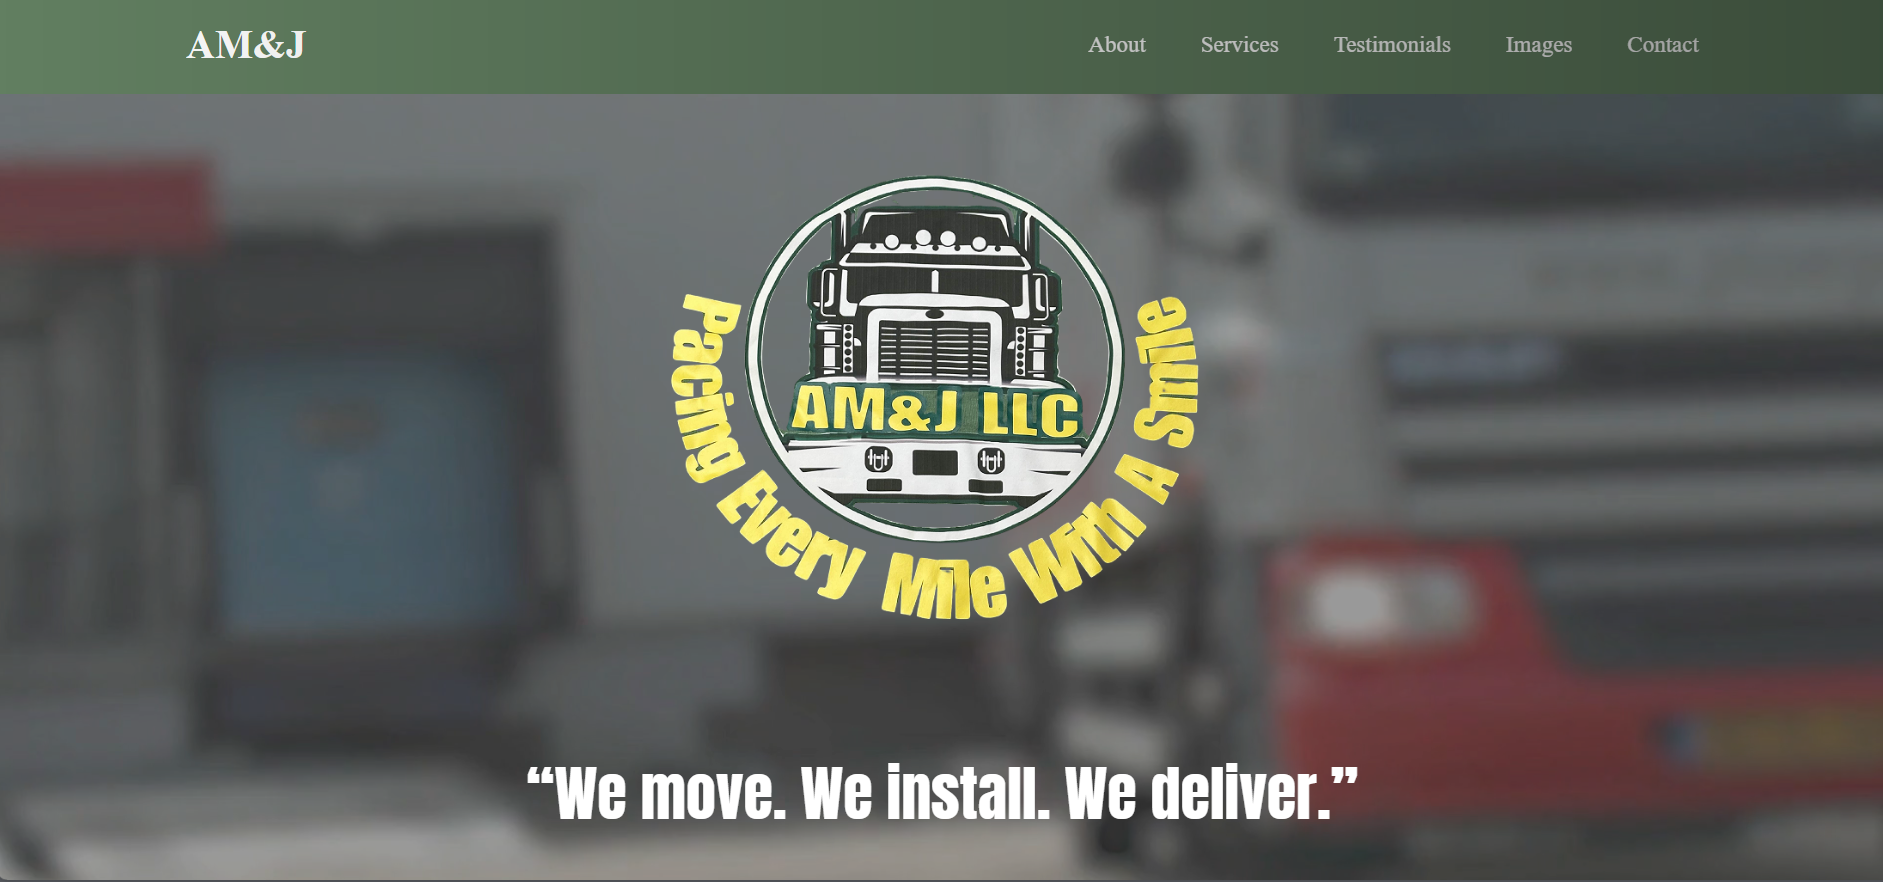 AM&J
About
Services
Testimonials
Images
Contact
AM&J LLC
Pacing Every Mile With A Smile
“We move. We install. We deliver.”